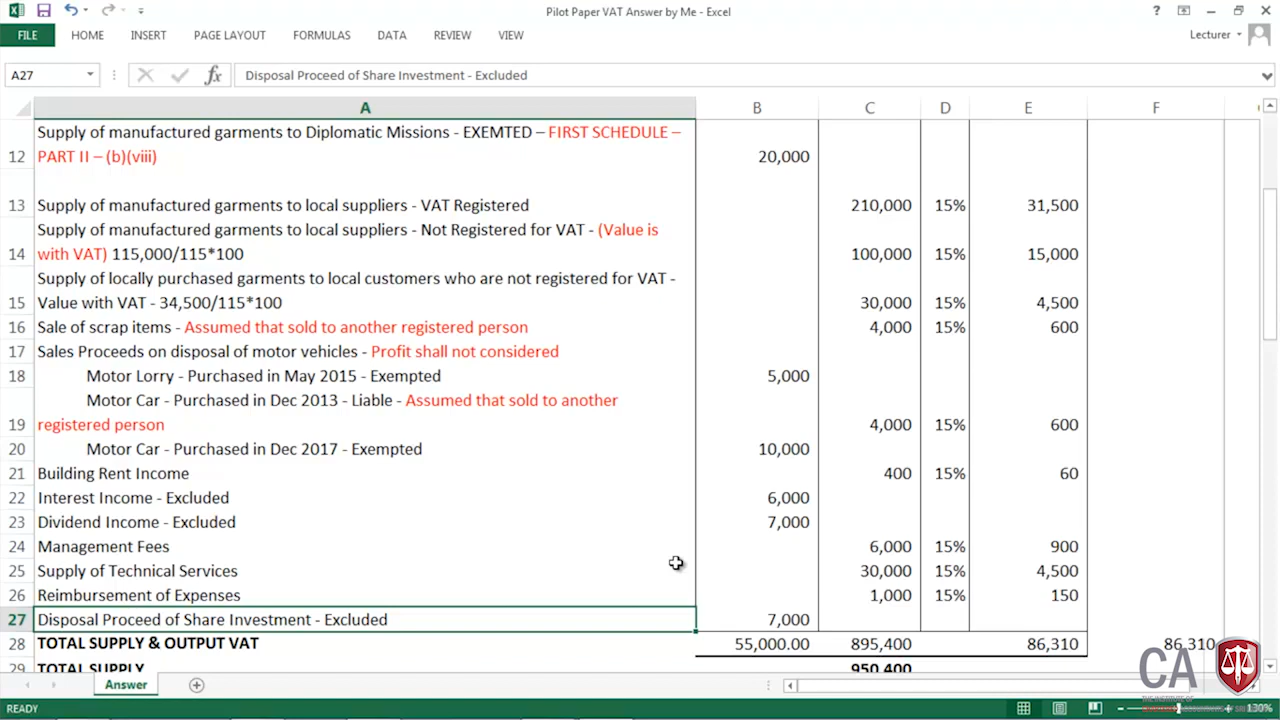 Pilot Paper VAT Answer by Me - Excel
?
FILE HOME INSERT PAGE LAYOUT FORMULAS DATA REVIEW VIEW
Lecturer
A27 fx Disposal Proceed of Share Investment - Excluded
A B C D E F
Supply of manufactured garments to Diplomatic Missions - EXEMTED – FIRST SCHEDULE –
12 PART II – (b)(viii) 20,000
13 Supply of manufactured garments to local suppliers - VAT Registered 210,000 15% 31,500
Supply of manufactured garments to local suppliers - Not Registered for VAT - (Value is
14 with VAT) 115,000/115*100 100,000 15% 15,000
Supply of locally purchased garments to local customers who are not registered for VAT -
15 Value with VAT - 34,500/115*100 30,000 15% 4,500
16 Sale of scrap items - Assumed that sold to another registered person 4,000 15% 600
17 Sales Proceeds on disposal of motor vehicles - Profit shall not considered
18 Motor Lorry - Purchased in May 2015 - Exempted 5,000
Motor Car - Purchased in Dec 2013 - Liable - Assumed that sold to another
19 registered person 4,000 15% 600
20 Motor Car - Purchased in Dec 2017 - Exempted 10,000
21 Building Rent Income 400 15% 60
22 Interest Income - Excluded 6,000
23 Dividend Income - Excluded 7,000
24 Management Fees 6,000 15% 900
25 Supply of Technical Services 30,000 15% 4,500
26 Reimbursement of Expenses 1,000 15% 150
27 Disposal Proceed of Share Investment - Excluded 7,000
28 TOTAL SUPPLY & OUTPUT VAT 55,000.00 895,400 86,310 86,310
29 TOTAL SUPPLY 950,400
CA
Answer
READY 130%